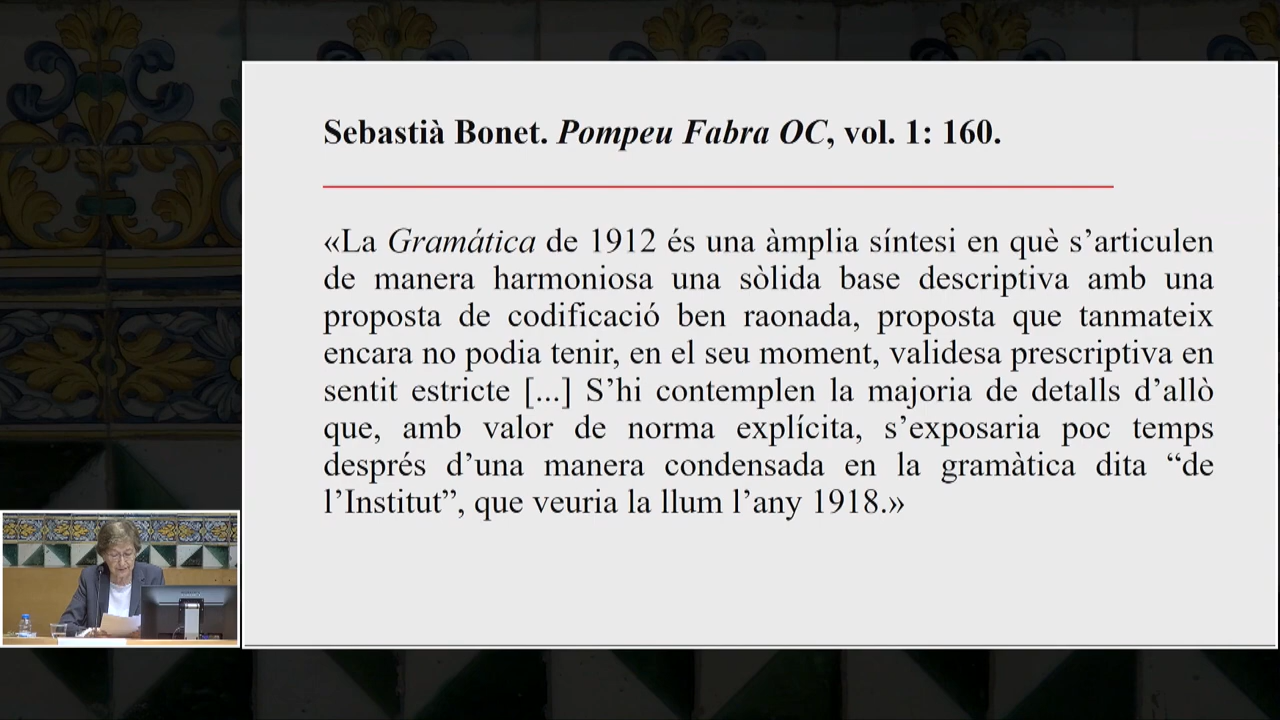 Sebastià Bonet. Pompeu Fabra OC, vol. 1: 160.
«La Gramática de 1912 és una àmplia síntesi en què s’articulen
de manera harmoniosa una sòlida base descriptiva amb una
proposta de codificació ben raonada, proposta que tanmateix
encara no podia tenir, en el seu moment, validesa prescriptiva en
sentit estricte [...] S’hi contemplen la majoria de detalls d’allò
que, amb valor de norma explícita, s’exposaria poc temps
després d’una manera condensada en la gramàtica dita “de
l’Institut”, que veuria la llum l’any 1918.»